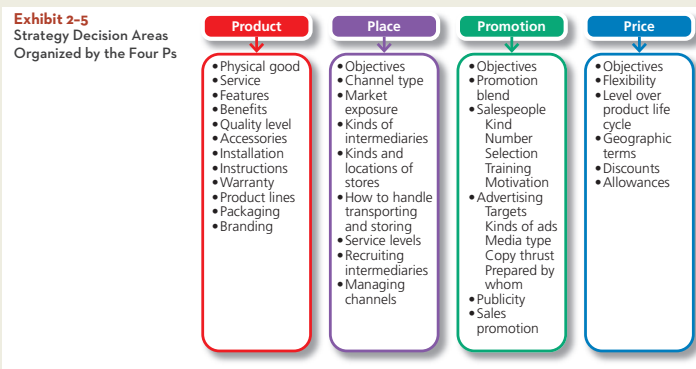 Exhibit 2-5
Strategy Decision Areas
Organized by the Four Ps
Product
•Physical good
•Service
•Features
•Benefits
•Quality level
•Accessories
•Installation
•Instructions
•Warranty
•Product lines
•Packaging
•Branding
Place
•Objectives
•Channel type
•Market
exposure
•Kinds of
intermediaries
•Kinds and
locations of
stores
•How to handle
transporting
and storing
•Service levels
•Recruiting
intermediaries
•Managing
channels
Promotion
•Objectives
•Promotion
blend
•Salespeople
Kind
Number
Selection
Training
Motivation
•Advertising
Targets
Kinds of ads
Media type
Copy thrust
Prepared by
whom
•Publicity
•Sales
promotion
Price
•Objectives
•Flexibility
•Level over
product life
cycle
•Geographic
terms
•Discounts
•Allowances